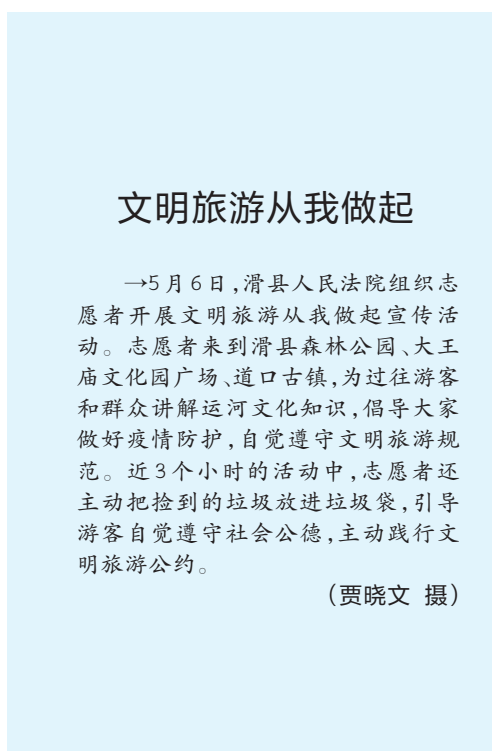 文明旅游从我做起
→5月6日,滑县人民法院组织志
愿者开展文明旅游从我做起宣传活
动。志愿者来到滑县森林公园、大王
庙文化园广场、道口古镇,为过往游客
和群众讲解运河文化知识,倡导大家
做好疫情防护,自觉遵守文明旅游规
范。近3个小时的活动中,志愿者还
主动把捡到的垃圾放进垃圾袋,引导
游客自觉遵守社会公德,主动践行文
明旅游公约。
(贾晓文 摄)